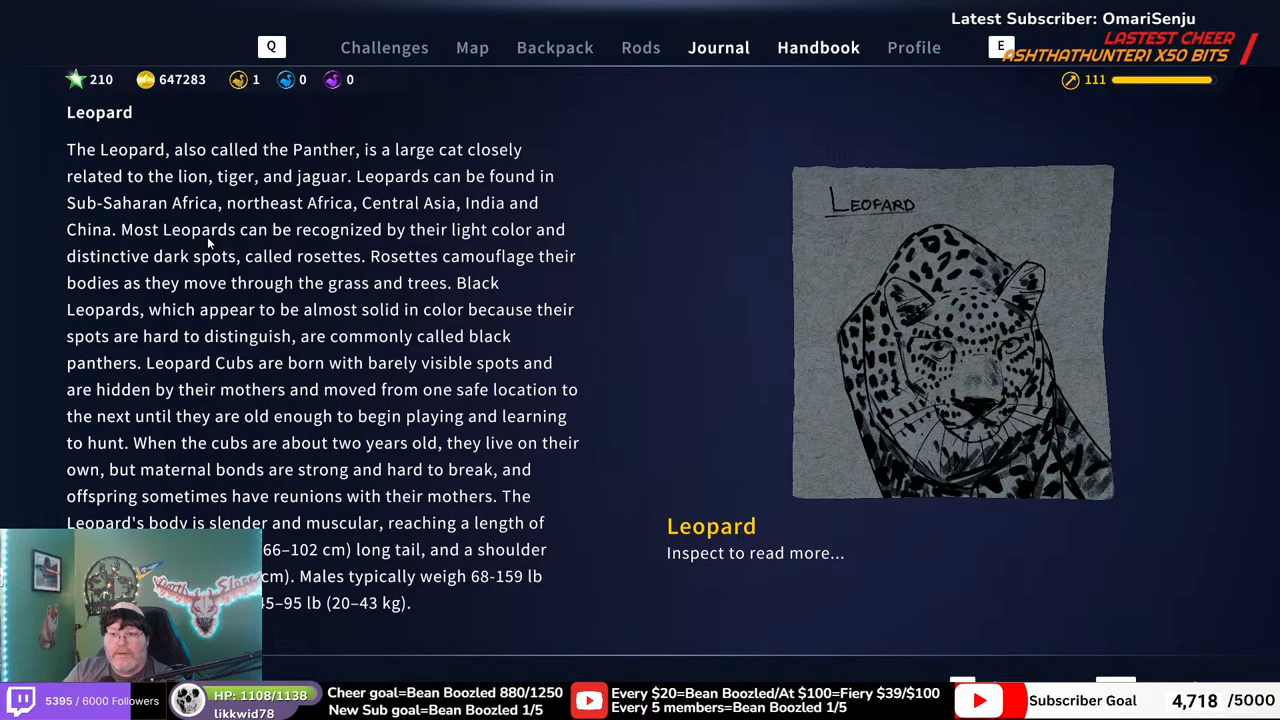 Latest Subscriber: OmariSenju
LASTEST CHEER
ASHTHATHUNTER1 X50 BITS
Q Challenges Map Backpack Rods Journal Handbook Profile E
210 647283 1 0 0 111
Leopard
The Leopard, also called the Panther, is a large cat closely
related to the lion, tiger, and jaguar. Leopards can be found in
Sub-Saharan Africa, northeast Africa, Central Asia, India and
China. Most Leopards can be recognized by their light color and
distinctive dark spots, called rosettes. Rosettes camouflage their
bodies as they move through the grass and trees. Black
Leopards, which appear to be almost solid in color because their
spots are hard to distinguish, are commonly called black
panthers. Leopard Cubs are born with barely visible spots and
are hidden by their mothers and moved from one safe location to
the next until they are old enough to begin playing and learning
to hunt. When the cubs are about two years old, they live on their
own, but maternal bonds are strong and hard to break, and
offspring sometimes have reunions with their mothers. The
Leopard's body is slender and muscular, reaching a length of
66–102 cm) long tail, and a shoulder
cm). Males typically weigh 68-159 lb
45–95 lb (20–43 kg).
LEOPARD
Leopard
Inspect to read more...
5395 / 6000 Followers
HP: 1108/1138
likkwid78
Cheer goal=Bean Boozled 880/1250
New Sub goal=Bean Boozled 1/5
Every $20=Bean Boozled/At $100=Fiery $39/$100
Every 5 members=Bean Boozled 1/5
Subscriber Goal 4,718 /5000